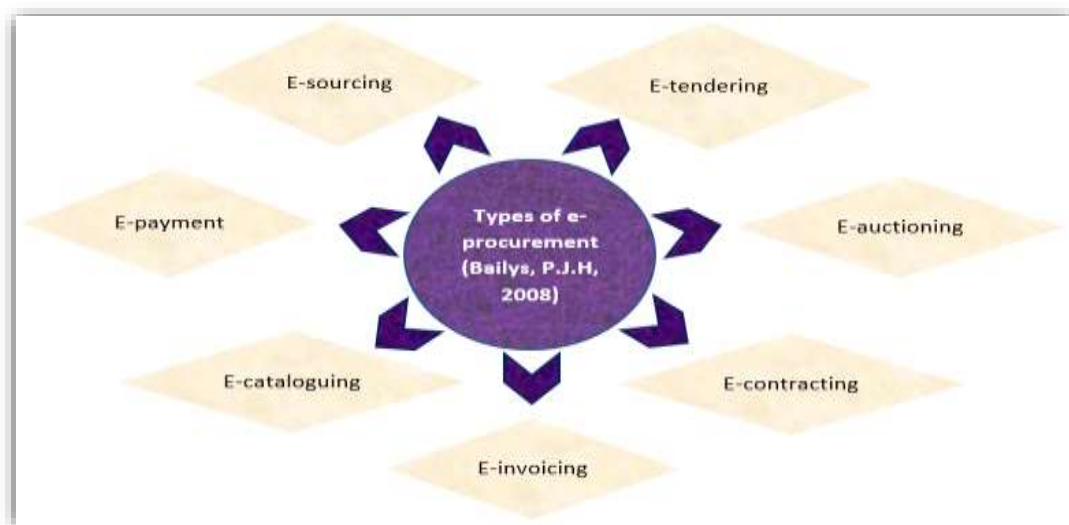 E-sourcing
E-tendering
E-payment
Types of e-
procurement
(Bailys, P.J.H,
2008)
E-auctioning
E-cataloguing
E-contracting
E-invoicing